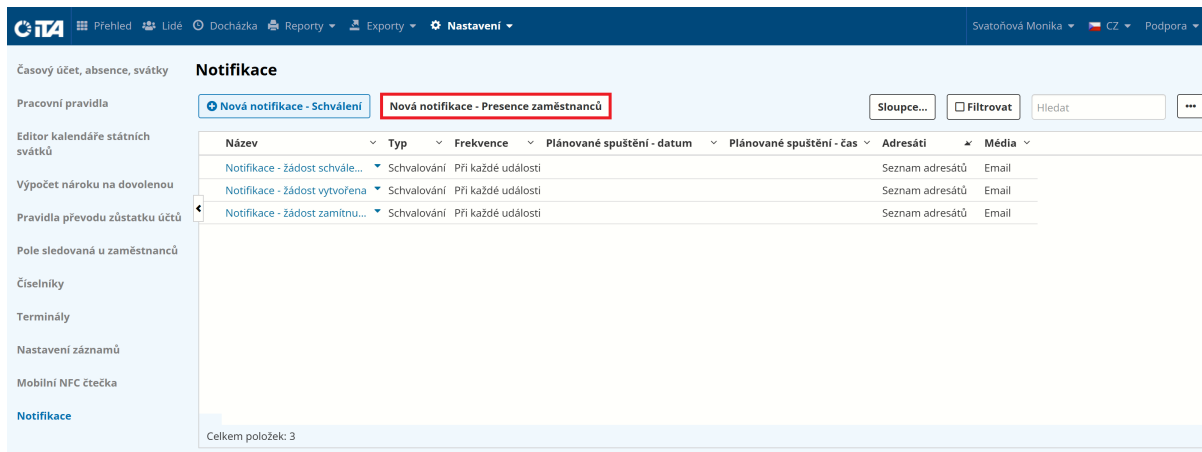 iTA Přehled Lidé Docházka Reporty Exporty Nastavení Svatoňová Monika CZ Podpora
Časový účet, absence, svátky
Pracovní pravidla
Editor kalendáře státních
svátků
Výpočet nároku na dovolenou
Pravidla převodu zůstatku účtů
Pole sledovaná u zaměstnanců
Číselníky
Terminály
Nastavení záznamů
Mobilní NFC čtečka
Notifikace
Notifikace
Nová notifikace - Schválení Nová notifikace - Presence zaměstnanců Sloupce... Filtrovat Hledat ...
Název Typ Frekvence Plánované spuštění - datum Plánované spuštění - čas Adresáti Média
Notifikace - žádost schvále... Schvalování Při každé události Seznam adresátů Email
Notifikace - žádost vytvořena Schvalování Při každé události Seznam adresátů Email
Notifikace - žádost zamítnu... Schvalování Při každé události Seznam adresátů Email
Celkem položek: 3